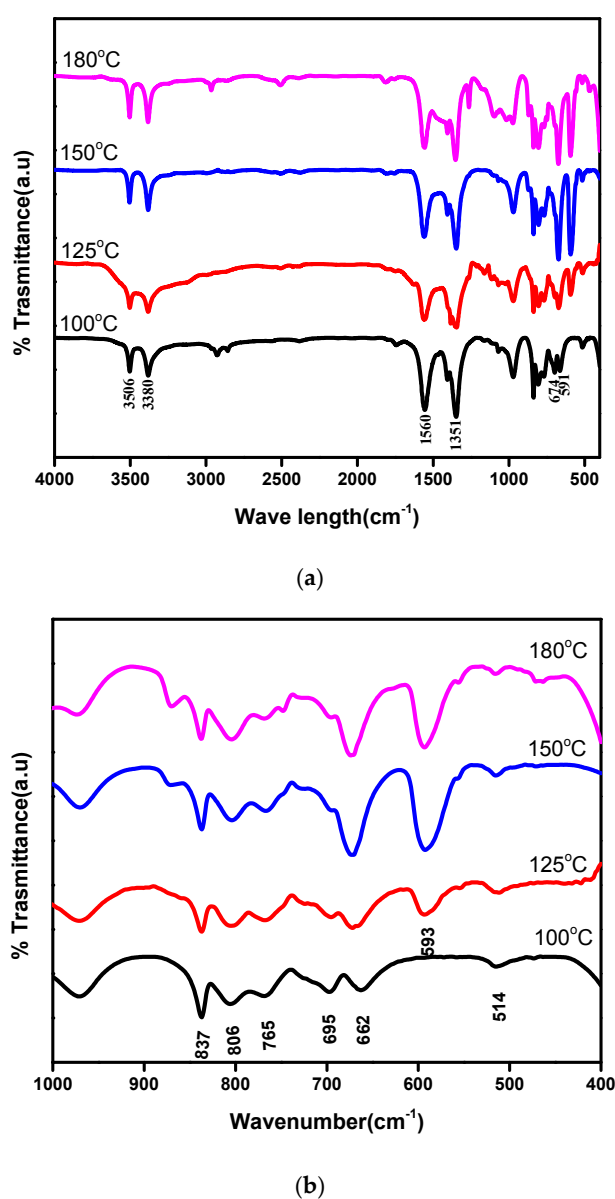 180°C
150°C
125°C
100°C
% Trasmittance(a.u)
3506
3380
1560
1351
674
591
4000 3500 3000 2500 2000 1500 1000 500
Wave length(cm⁻¹)
(a)
180°C
150°C
125°C
100°C
% Trasmittance(a.u)
593
514
837
806
765
695
662
1000 900 800 700 600 500 400
Wavenumber(cm⁻¹)
(b)